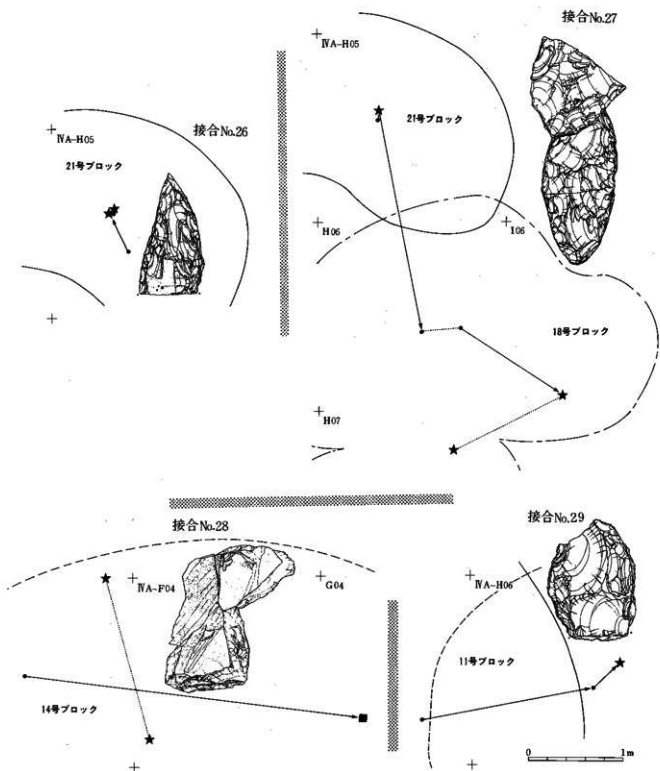 接合No.26
ⅣA-H05
21号ブロック
接合No.27
ⅣA-H05
21号ブロック
H06
I06
18号ブロック
H07
接合No.28
ⅣA-F04
G04
14号ブロック
接合No.29
ⅣA-H06
11号ブロック
0
1m